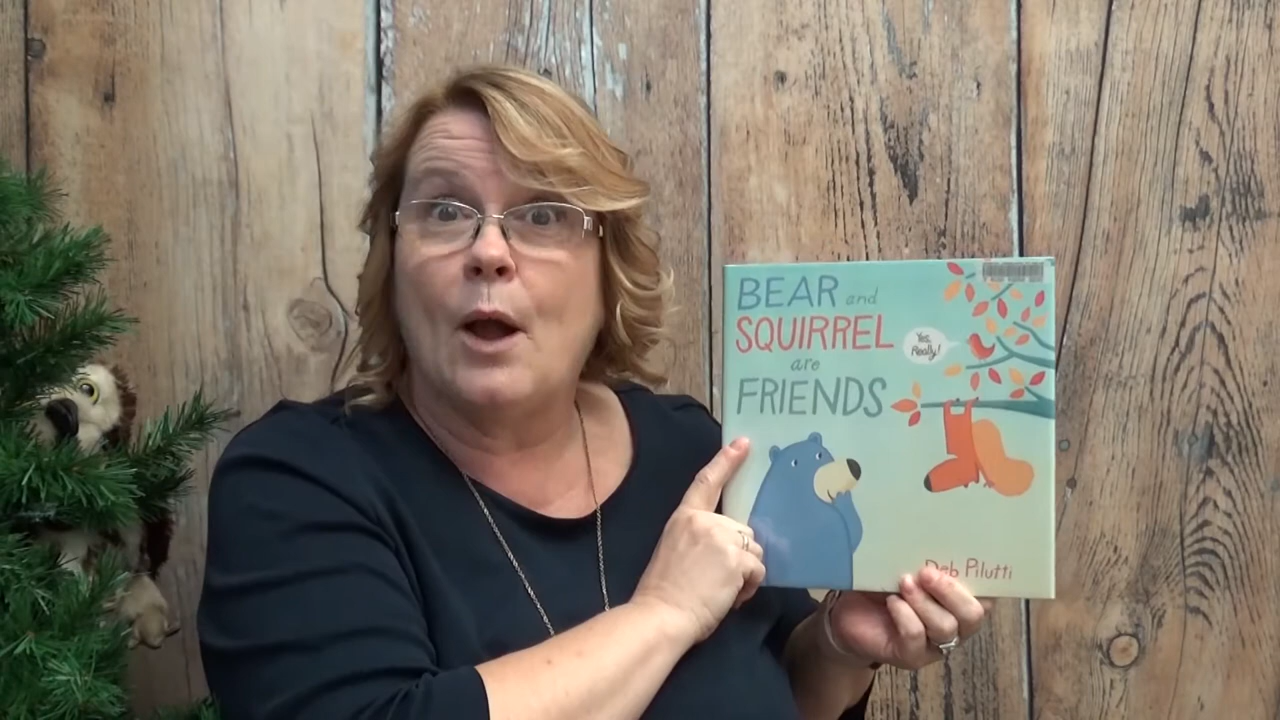 BEAR and
SQUIRREL
are
FRIENDS
Yes,
Really!
Deb Pilutti